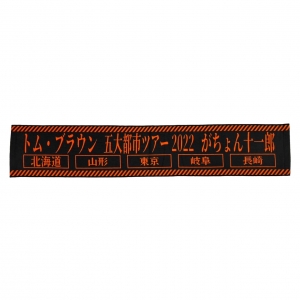 トム・ブラウン 五大都市ツアー2022 がちょん十一郎
北海道 山形 東京 岐阜 長崎